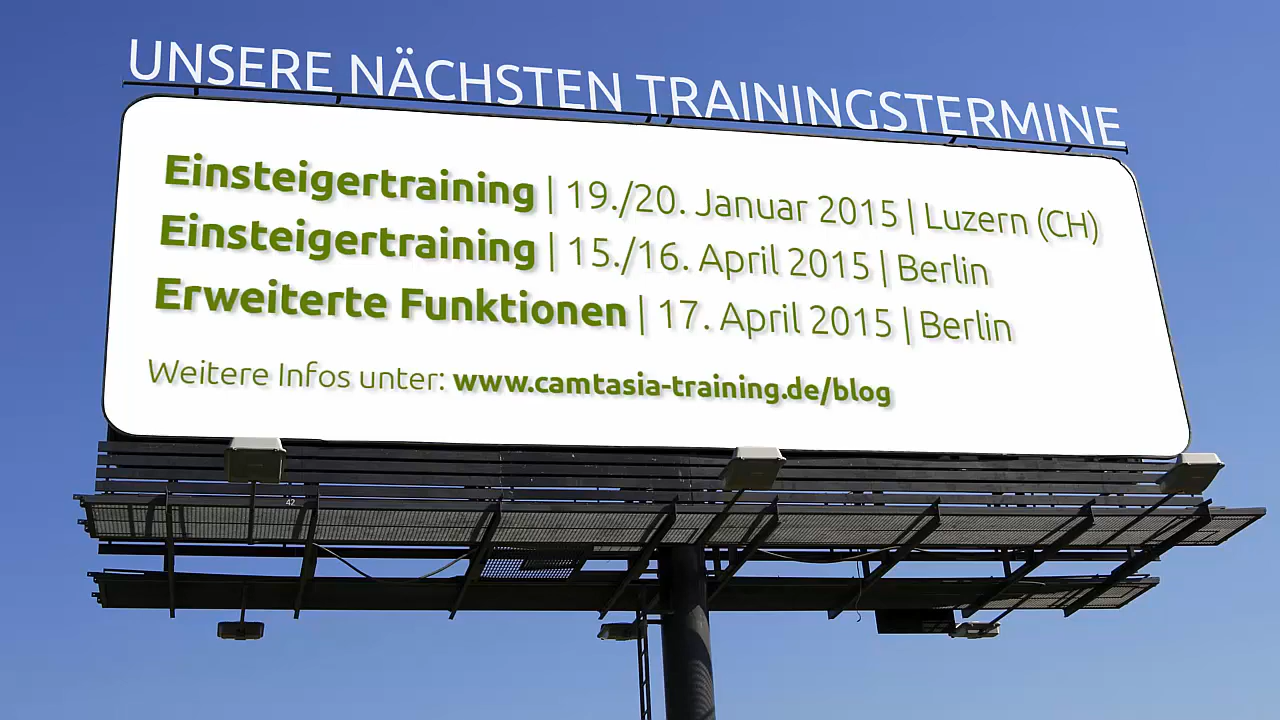 UNSERE NÄCHSTEN TRAININGSTERMINE
Einsteigertraining | 19./20. Januar 2015 | Luzern (CH)
Einsteigertraining | 15./16. April 2015 | Berlin
Erweiterte Funktionen | 17. April 2015 | Berlin
Weitere Infos unter: www.camtasia-training.de/blog
42